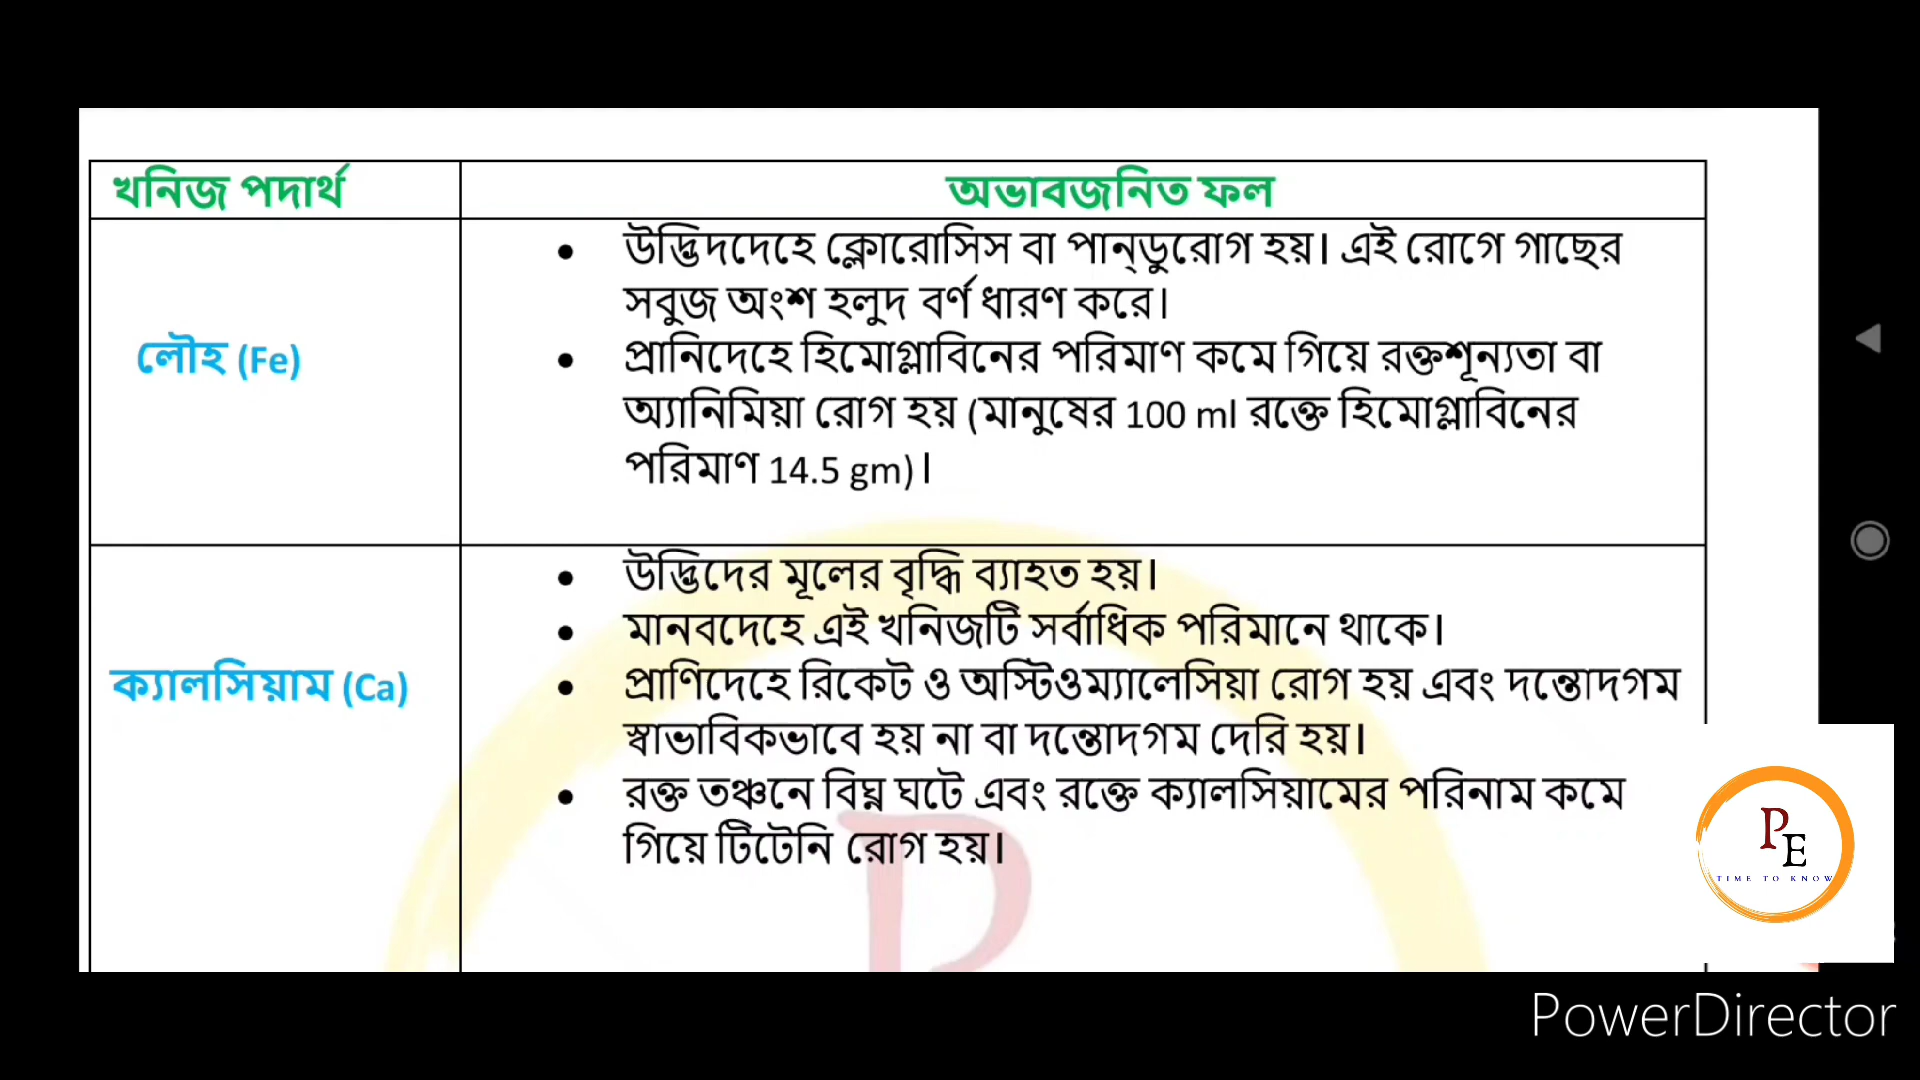 খনিজ পদার্থ
অভাবজনিত ফল
লৌহ (Fe)
• উদ্ভিদদেহে ক্লোরোসিস বা পান্‌ডুরোগ হয়। এই রোগে গাছের
সবুজ অংশ হলুদ বর্ণ ধারণ করে।
• প্রানিদেহে হিমোগ্লাবিনের পরিমাণ কমে গিয়ে রক্তশূন্যতা বা
অ্যানিমিয়া রোগ হয় (মানুষের 100 ml রক্তে হিমোগ্লাবিনের
পরিমাণ 14.5 gm)।
ক্যালসিয়াম (Ca)
• উদ্ভিদের মূলের বৃদ্ধি ব্যাহত হয়।
• মানবদেহে এই খনিজটি সর্বাধিক পরিমানে থাকে।
• প্রাণিদেহে রিকেট ও অস্টিওম্যালেসিয়া রোগ হয় এবং দন্তোদগম
স্বাভাবিকভাবে হয় না বা দন্তোদগম দেরি হয়।
• রক্ত তঞ্চনে বিঘ্ন ঘটে এবং রক্তে ক্যালসিয়ামের পরিনাম কমে
গিয়ে টিটেনি রোগ হয়।
P
PE
TIME TO KNOW
PowerDirector